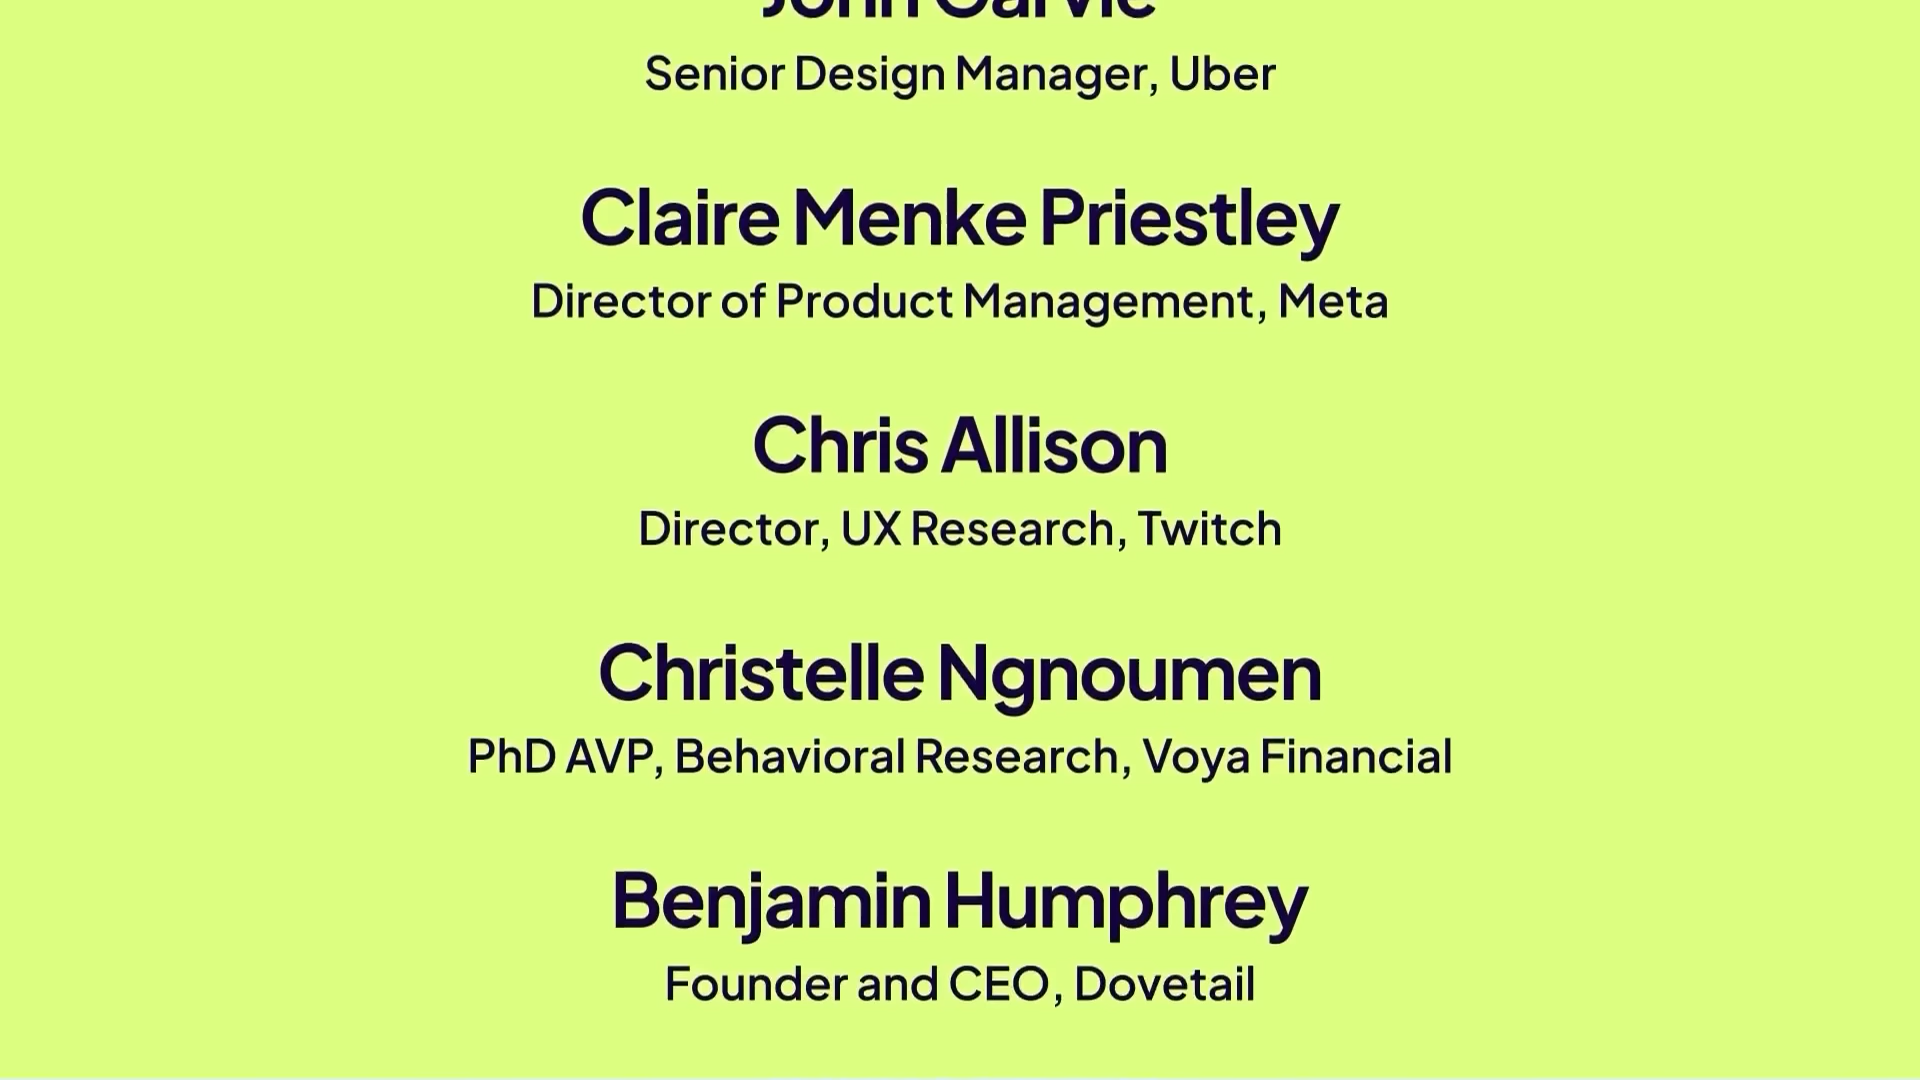 John
Senior Design Manager, Uber
Claire Menke Priestley
Director of Product Management, Meta
Chris Allison
Director, UX Research, Twitch
Christelle Ngnoumen
PhD AVP, Behavioral Research, Voya Financial
Benjamin Humphrey
Founder and CEO, Dovetail